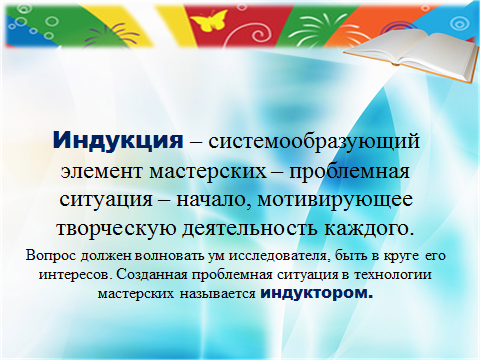 Индукция – системообразующий
элемент мастерских – проблемная
ситуация – начало, мотивирующее
творческую деятельность каждого.
Вопрос должен волновать ум исследователя, быть в круге его
интересов. Созданная проблемная ситуация в технологии
мастерских называется индуктором.